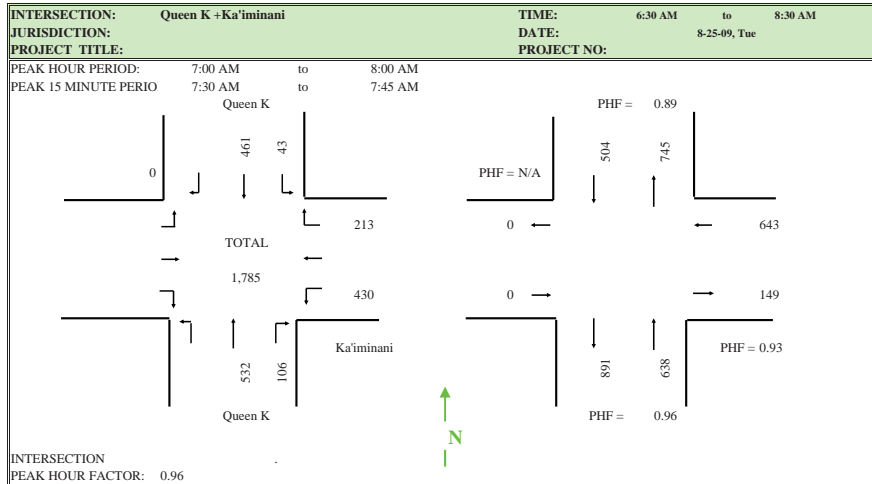 INTERSECTION: Queen K +Ka'iminani TIME: 6:30 AM to 8:30 AM
JURISDICTION: DATE: 8-25-09, Tue
PROJECT TITLE: PROJECT NO:
PEAK HOUR PERIOD: 7:00 AM to 8:00 AM
PEAK 15 MINUTE PERIO 7:30 AM to 7:45 AM
Queen K PHF = 0.89
0 461 43 PHF = N/A 504 745
213 0 643
TOTAL
1,785
430 0 149
Ka'iminani PHF = 0.93
532 106 891 638
Queen K PHF = 0.96
N
INTERSECTION .
PEAK HOUR FACTOR: 0.96